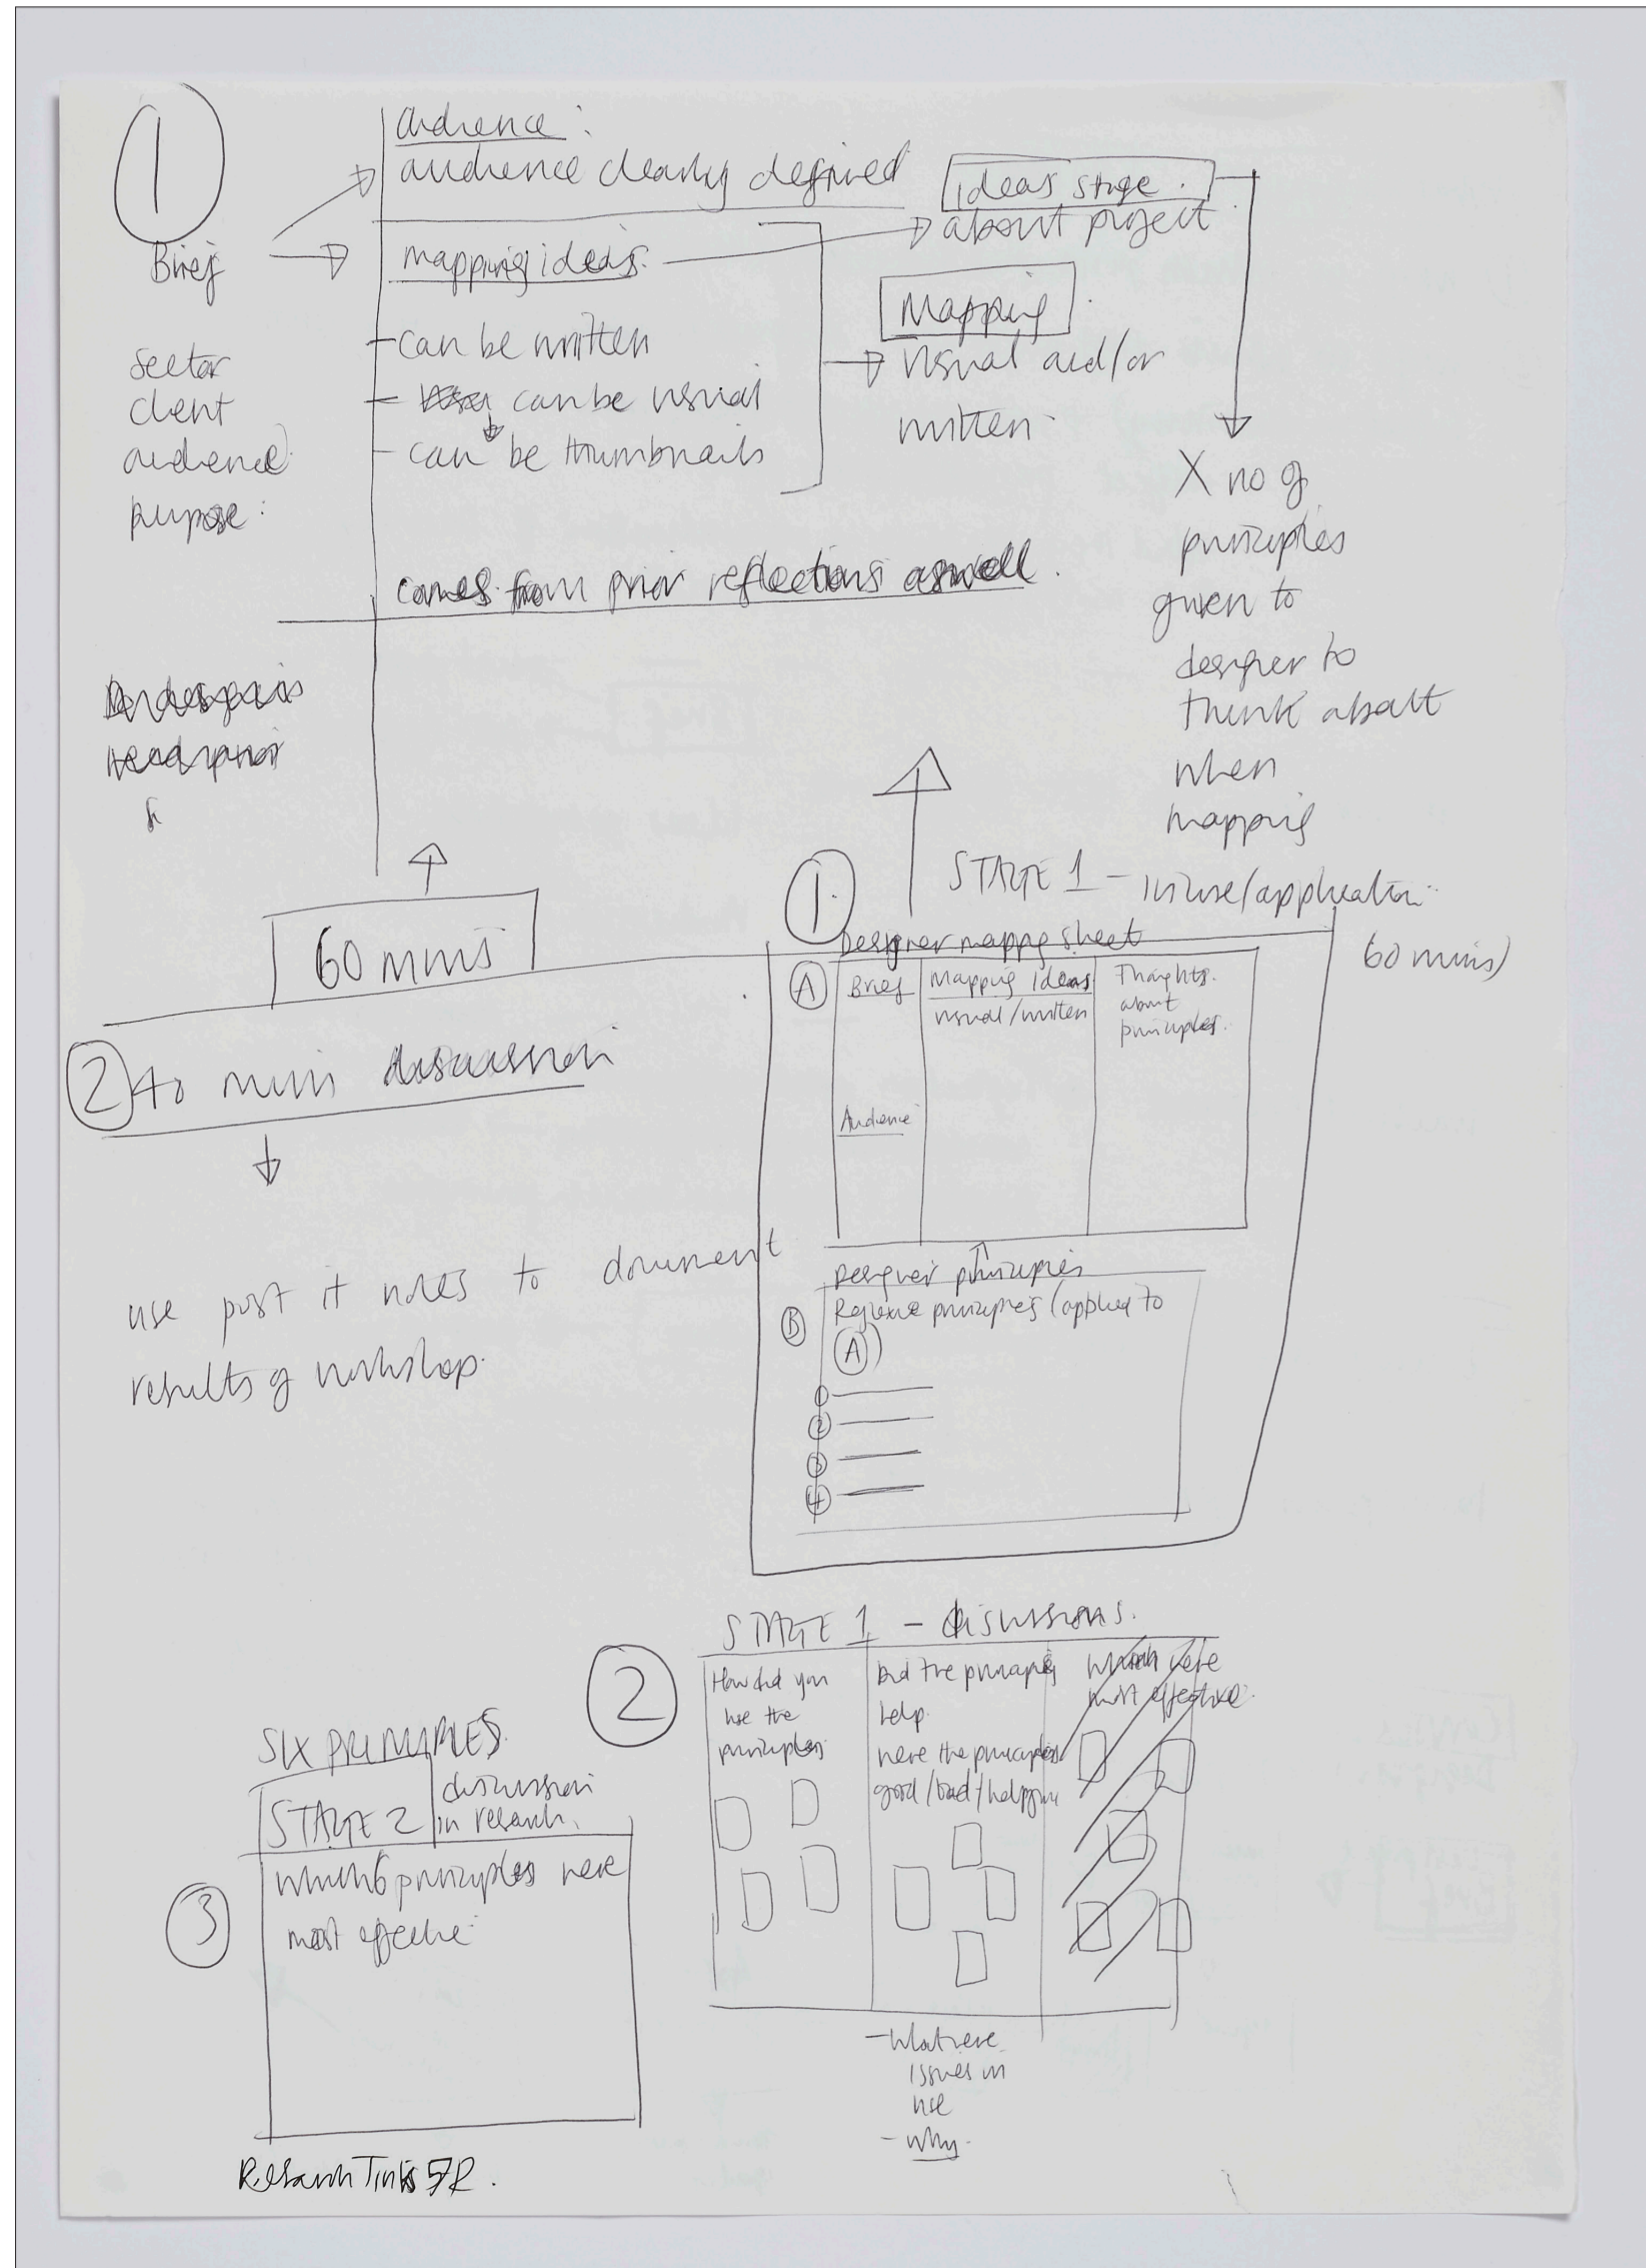 1
audience :
audience clearly defined
Brief
mapping ideas.
ideas stage .
about project
Mapping
visual and/or
written
- can be written
- can be visual
- can be thumbnails
sector
client
audience
purpose :
comes from prior reflections aswell .
X no of
principles
given to
designer to
think about
when
mapping
60 mins
2 40 mins discussion
use post it notes to document
results of workshop.
1 STAGE 1 - in use/application
60 mins)
Designer mapping sheet
A Brief
Audience
Mapping Ideas
visual/written
Thoughts.
about
principles.
Designer principles
B principles (applied to
A)
1
2
3
4
2 STAGE 1 - discussions.
How did you
use the
principles
Did the principles
help
were the principles
good/bad/
which were
most effective
- What were
issues in
use
- why.
SIX PRINCIPLES.
STAGE 2
discussion
in research.
3 which 6 principles were
most effective
Research